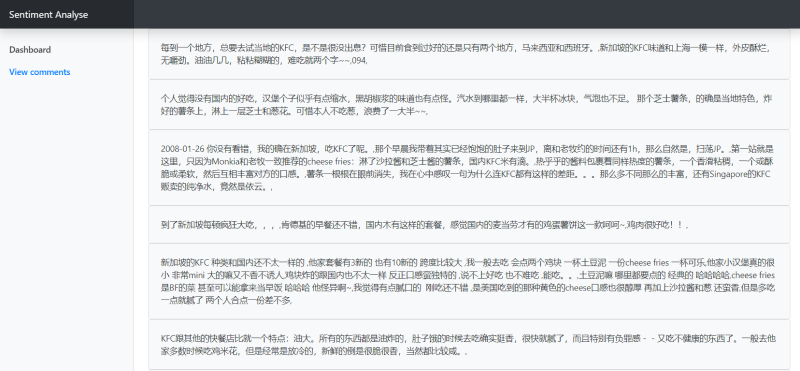 Sentiment Analyse
Dashboard
View comments
每到一个地方，总要去试当地的KFC，是不是很没出息？可惜目前食到过好的还是只有两个地方，马来西亚和西班牙。.新加坡的KFC味道和上海一模一样，外皮酥烂，
无嚼劲。油油几几，粘粘糊糊的，难吃就两个字~~.094,
个人觉得没有国内的好吃，汉堡个子似乎有点缩水，黑胡椒浆的味道也有点怪。汽水到哪里都一样，大半杯冰块，气泡也不足。 那个芝士薯条，的确是当地特色，炸
好的薯条上，淋上一层芝士和葱花。可惜本人不吃葱，浪费了一大半~~.
2008-01-26 你没有看错，我的确在新加坡，吃KFC了呢。.那个早晨我带着其实已经饱饱的肚子来到JP，离和老牧约的时间还有1h，那么自然是，扫荡JP。.第一站就是
这里，只因为Monkia和老牧一致推荐的cheese fries：淋了沙拉酱和芝士酱的薯条，国内KFC米有滴。.热乎乎的酱料包裹着同样热度的薯条，一个香滑粘稠，一个或酥
脆或柔软，然后互相丰富对方的口感。.薯条一根根在眼前消失，我在心中感叹一句为什么连KFC都有这样的差距。。。那么多不同那么的丰富，还有Singapore的KFC
贩卖的纯净水，竟然是依云。.
到了新加坡每顿疯狂大吃，，，.肯德基的早餐还不错，国内木有这样的套餐，感觉国内的麦当劳才有的鸡蛋薯饼这一款呵呵~.鸡肉很好吃！！.
新加坡的KFC 种类和国内还不太一样的 .他家套餐有3新的 也有10新的 跨度比较大 .我一般去吃 会点两个鸡块 一杯土豆泥 一份cheese fries 一杯可乐.他家小汉堡真的很
小 非常mini 大的嘛又不香不诱人.鸡块炸的跟国内也不太一样 反正口感蛮独特的 .说不上好吃 也不难吃 .能吃。。.土豆泥嘛 哪里都要点的 经典的 哈哈哈哈.cheese fries
是BF的菜 甚至可以能拿来当早饭 哈哈哈 他怪异啊~.我觉得有点腻口的 刚吃还不错 .是美国吃到的那种黄色的cheese口感也很醇厚 再加上沙拉酱和葱 还蛮香.但是多吃
一点就腻了 两个人合点一份差不多.
KFC跟其他的快餐店比就一个特点：油大。所有的东西都是油炸的，肚子饿的时候去吃确实挺香，很快就腻了，而且特别有负罪感 - - 又吃不健康的东西了。一般去他
家多数时候吃鸡米花，但是经常是放冷的，新鲜的倒是很脆很香，当然都比较咸。.